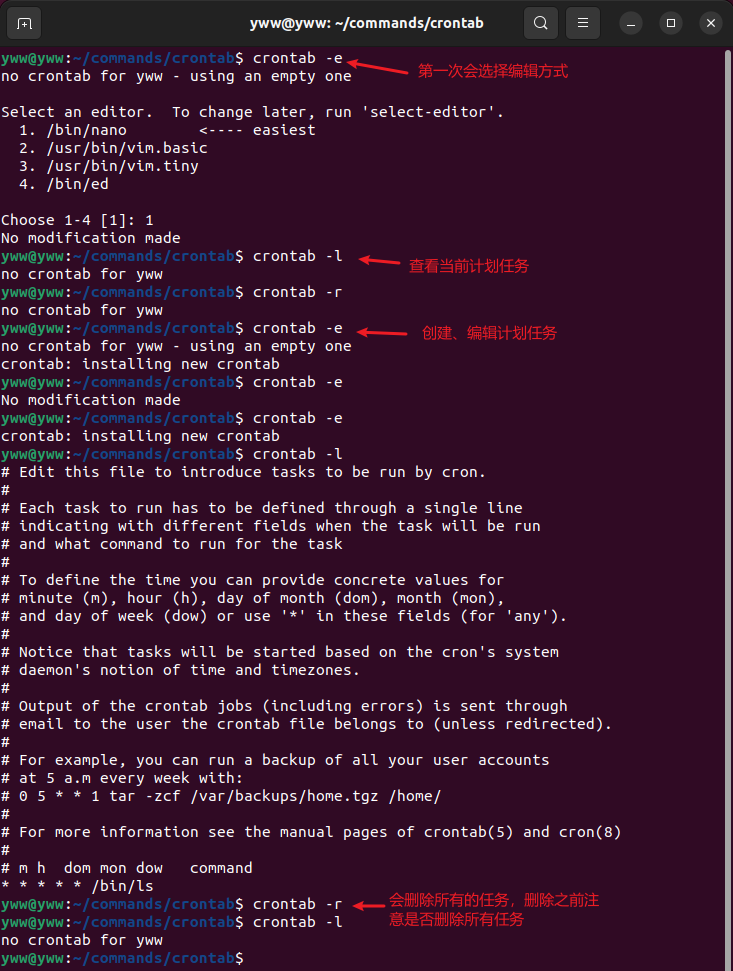 yww@yww: ~/commands/crontab
yww@yww:~/commands/crontab$ crontab -e
第一次会选择编辑方式
no crontab for yww - using an empty one
Select an editor.  To change later, run 'select-editor'.
  1. /bin/nano        <---- easiest
  2. /usr/bin/vim.basic
  3. /usr/bin/vim.tiny
  4. /bin/ed
Choose 1-4 [1]: 1
No modification made
yww@yww:~/commands/crontab$ crontab -l
查看当前计划任务
no crontab for yww
yww@yww:~/commands/crontab$ crontab -r
no crontab for yww
yww@yww:~/commands/crontab$ crontab -e
创建、编辑计划任务
no crontab for yww - using an empty one
crontab: installing new crontab
yww@yww:~/commands/crontab$ crontab -e
No modification made
yww@yww:~/commands/crontab$ crontab -e
crontab: installing new crontab
yww@yww:~/commands/crontab$ crontab -l
# Edit this file to introduce tasks to be run by cron.
#
# Each task to run has to be defined through a single line
# indicating with different fields when the task will be run
# and what command to run for the task
#
# To define the time you can provide concrete values for
# minute (m), hour (h), day of month (dom), month (mon),
# and day of week (dow) or use '*' in these fields (for 'any').
#
# Notice that tasks will be started based on the cron's system
# daemon's notion of time and timezones.
#
# Output of the crontab jobs (including errors) is sent through
# email to the user the crontab file belongs to (unless redirected).
#
# For example, you can run a backup of all your user accounts
# at 5 a.m every week with:
# 0 5 * * 1 tar -zcf /var/backups/home.tgz /home/
#
# For more information see the manual pages of crontab(5) and cron(8)
#
# m h  dom mon dow   command
* * * * * /bin/ls
yww@yww:~/commands/crontab$ crontab -r
会删除所有的任务，删除之前注
意是否删除所有任务
yww@yww:~/commands/crontab$ crontab -l
no crontab for yww
yww@yww:~/commands/crontab$